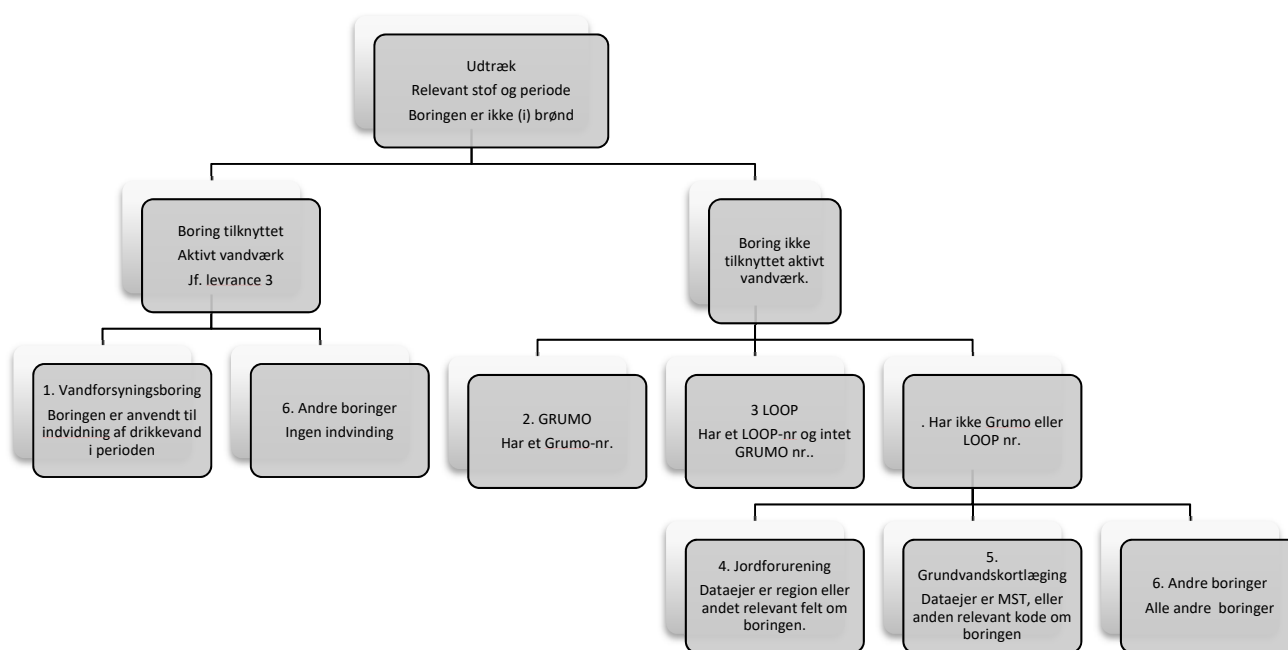 Udtræk
Relevant stof og periode
Boringen er ikke (i) brønd
Boring tilknyttet
Aktivt vandværk
Jf. levrance 3
Boring ikke
tilknyttet aktivt
vandværk.
1. Vandforsyningsboring
Boringen er anvendt til
indvidning af drikkevand
i perioden
6. Andre boringer
Ingen indvinding
2. GRUMO
Har et Grumo-nr.
3 LOOP
Har et LOOP-nr og intet
GRUMO nr..
. Har ikke Grumo eller
LOOP nr.
4. Jordforurening
Dataejer er region eller
andet relevant felt om
boringen.
5.
Grundvandskortlæging
Dataejer er MST, eller
anden relevant kode om
boringen
6. Andre boringer
Alle andre boringer